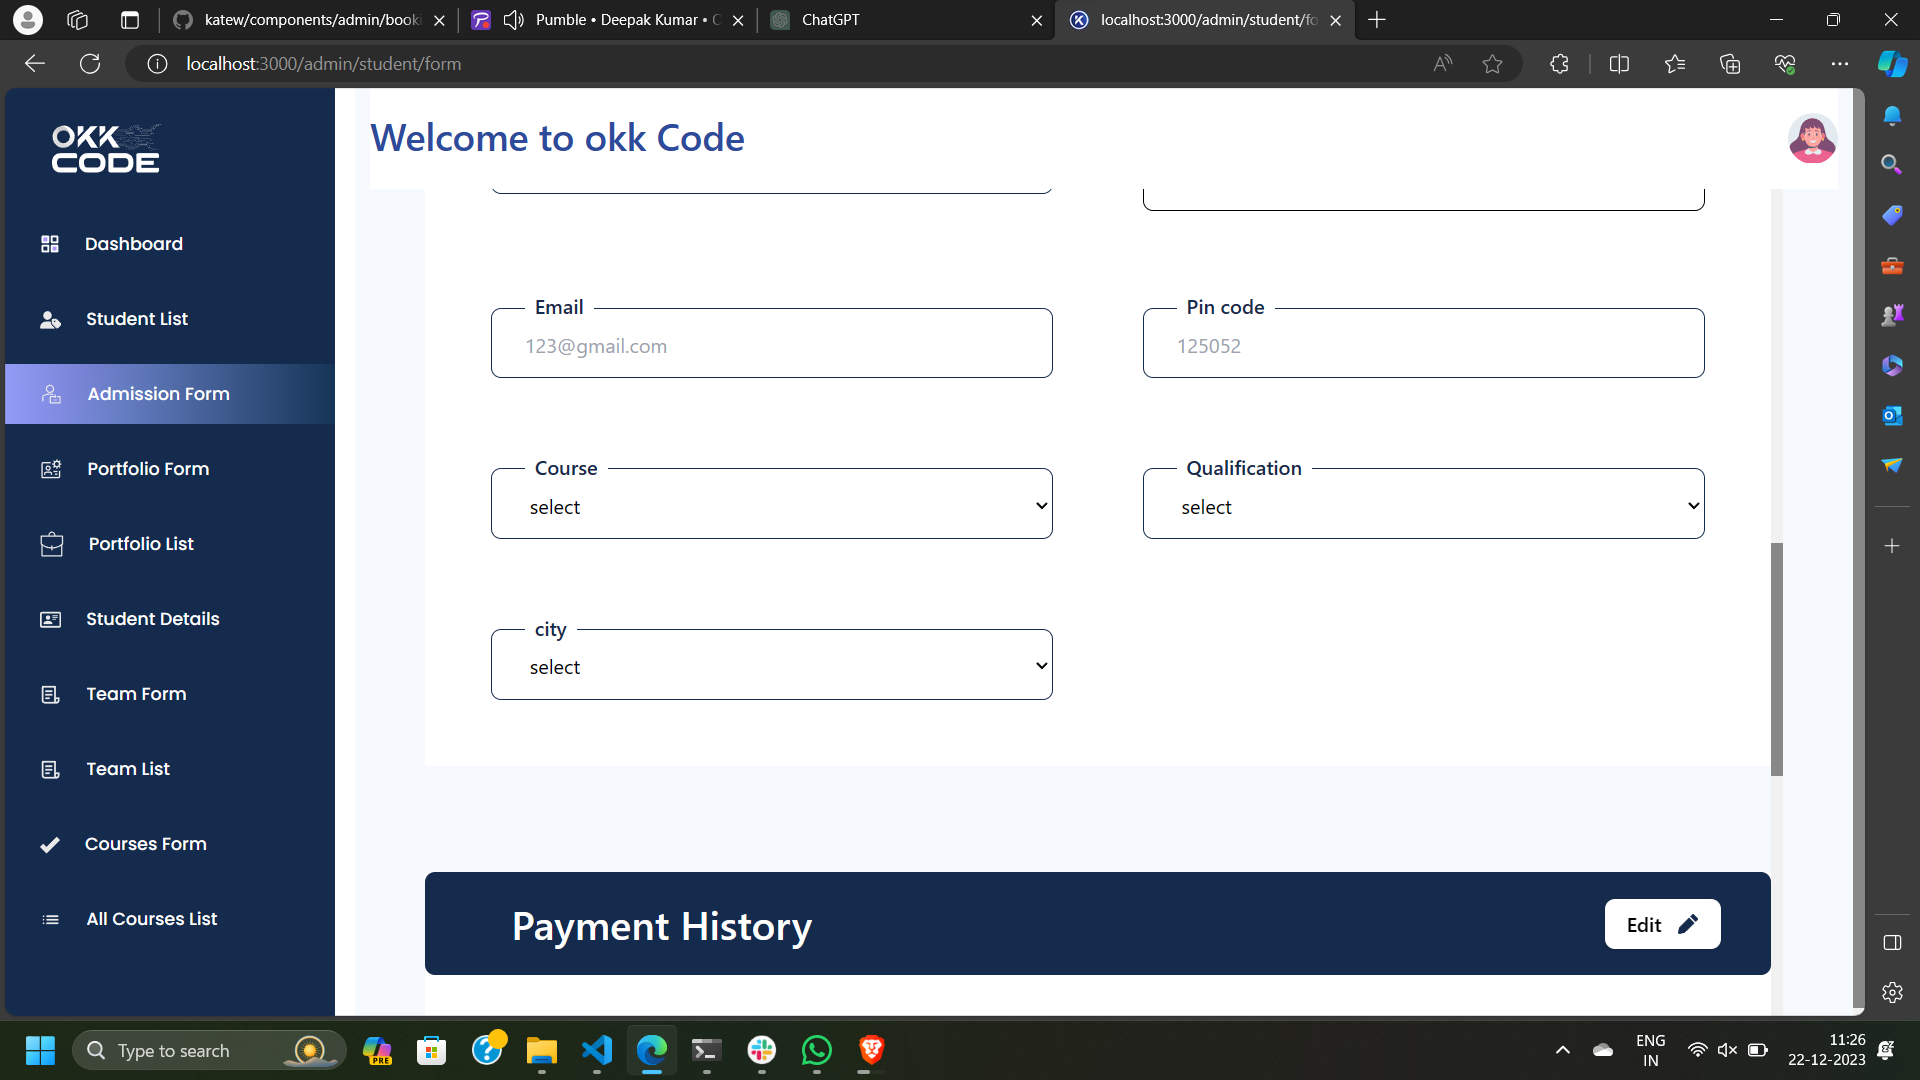 katew/components/admin/booki
Pumble • Deepak Kumar •
ChatGPT
localhost:3000/admin/student/fo
localhost:3000/admin/student/form
OKK
CODE
Welcome to okk Code
Dashboard
Student List
Admission Form
Portfolio Form
Portfolio List
Student Details
Team Form
Team List
Courses Form
All Courses List
Email
123@gmail.com
Pin code
125052
Course
select
Qualification
select
city
select
Payment History
Edit
Type to search
PRE
ENG
IN
11:26
22-12-2023